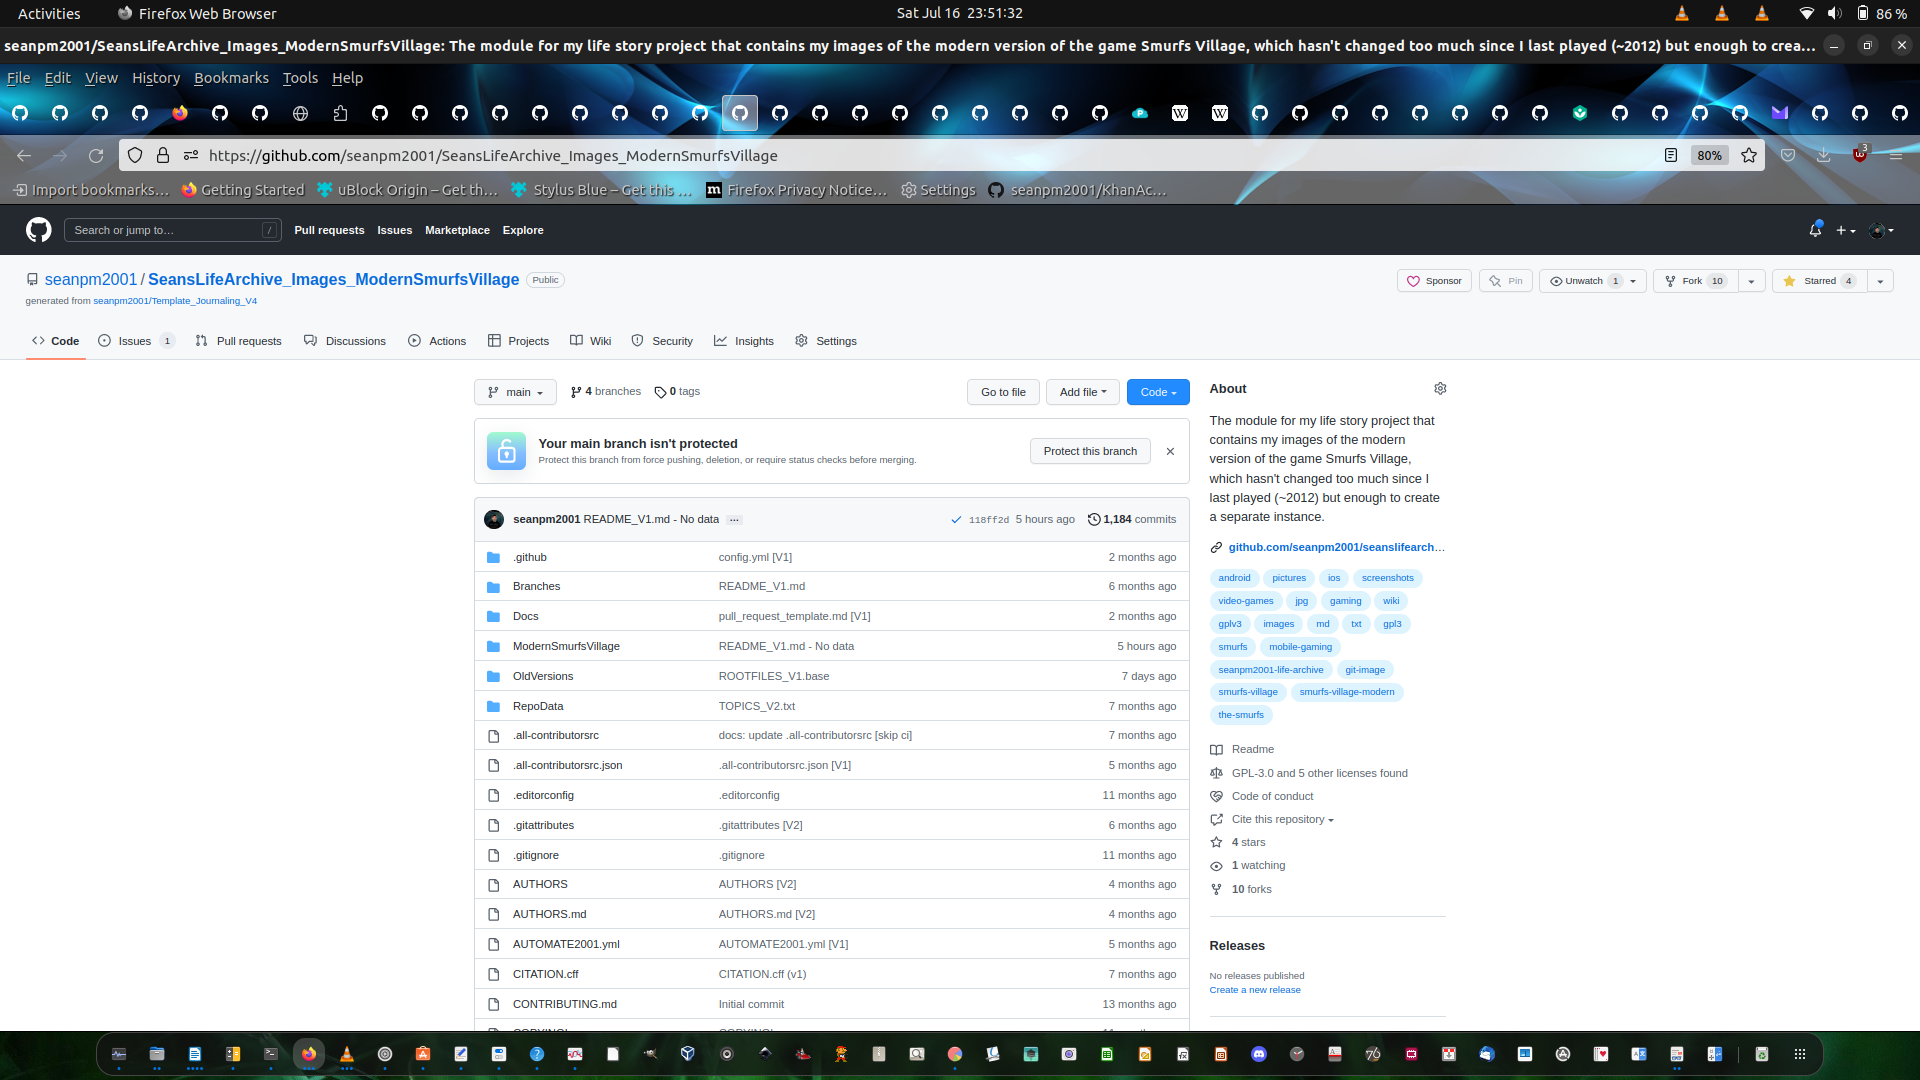 Activities
Firefox Web Browser
Sat Jul 16  23:51:32
86 %
seanpm2001/SeansLifeArchive_Images_ModernSmurfsVillage: The module for my life story project that contains my images of the modern version of the game Smurfs Village, which hasn't changed too much since I last played (~2012) but enough to crea…
File Edit View History Bookmarks Tools Help
https://github.com/seanpm2001/SeansLifeArchive_Images_ModernSmurfsVillage
80%
3
Import bookmarks… Getting Started uBlock Origin – Get th… Stylus Blue – Get this … Firefox Privacy Notice… Settings seanpm2001/KhanAc…
Search or jump to… /
Pull requests Issues Marketplace Explore
seanpm2001 / SeansLifeArchive_Images_ModernSmurfsVillage Public
generated from seanpm2001/Template_Journaling_V4
Sponsor Pin Unwatch 1 Fork 10 Starred 4
Code Issues 1 Pull requests Discussions Actions Projects Wiki Security Insights Settings
main 4 branches 0 tags Go to file Add file Code
Your main branch isn't protected
Protect this branch from force pushing, deletion, or require status checks before merging.
Protect this branch
seanpm2001 README_V1.md - No data … 118ff2d 5 hours ago 1,184 commits
.github config.yml [V1] 2 months ago
Branches README_V1.md 6 months ago
Docs pull_request_template.md [V1] 2 months ago
ModernSmurfsVillage README_V1.md - No data 5 hours ago
OldVersions ROOTFILES_V1.base 7 days ago
RepoData TOPICS_V2.txt 7 months ago
.all-contributorsrc docs: update .all-contributorsrc [skip ci] 7 months ago
.all-contributorsrc.json .all-contributorsrc.json [V1] 5 months ago
.editorconfig .editorconfig 11 months ago
.gitattributes .gitattributes [V2] 6 months ago
.gitignore .gitignore 11 months ago
AUTHORS AUTHORS [V2] 4 months ago
AUTHORS.md AUTHORS.md [V2] 4 months ago
AUTOMATE2001.yml AUTOMATE2001.yml [V1] 5 months ago
CITATION.cff CITATION.cff (v1) 7 months ago
CONTRIBUTING.md Initial commit 13 months ago
About
The module for my life story project that
contains my images of the modern
version of the game Smurfs Village,
which hasn't changed too much since I
last played (~2012) but enough to create
a separate instance.
github.com/seanpm2001/seanslifearch…
android pictures ios screenshots
video-games jpg gaming wiki
gplv3 images md txt gpl3
smurfs mobile-gaming
seanpm2001-life-archive git-image
smurfs-village smurfs-village-modern
the-smurfs
Readme
GPL-3.0 and 5 other licenses found
Code of conduct
Cite this repository
4 stars
1 watching
10 forks
Releases
No releases published
Create a new release